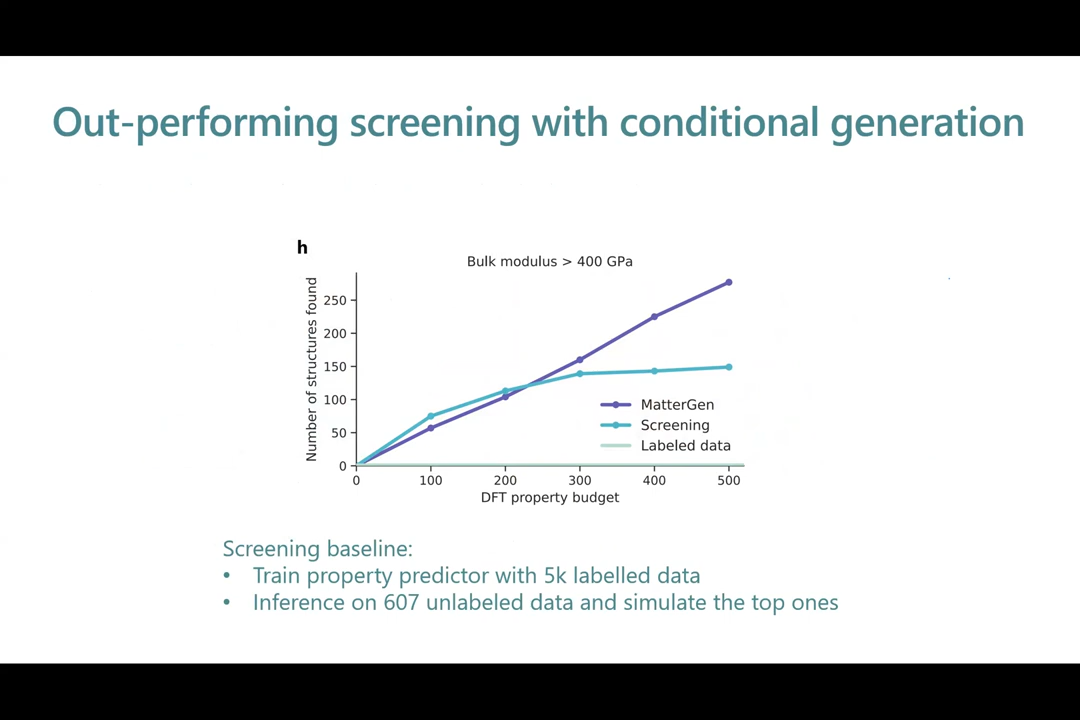 Out-performing screening with conditional generation
h
Bulk modulus > 400 GPa
Number of structures found
250
200
150
100
50
0
0 100 200 300 400 500
DFT property budget
MatterGen
Screening
Labeled data
Screening baseline:
• Train property predictor with 5k labelled data
• Inference on 607 unlabeled data and simulate the top ones